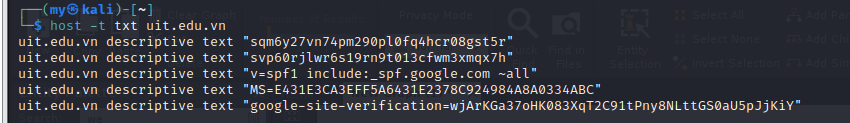 (my㉿kali)-[~]
$ host -t txt uit.edu.vn
uit.edu.vn descriptive text "sqm6y27vn74pm290pl0fq4hcr08gst5r"
uit.edu.vn descriptive text "svp60rjlwr6s19rn9t013cfwm3xmqx7h"
uit.edu.vn descriptive text "v=spf1 include:_spf.google.com ~all"
uit.edu.vn descriptive text "MS=E431E3CA3EFF5A6431E2378C924984A8A0334ABC"
uit.edu.vn descriptive text "google-site-verification=wjArKGa37oHK083XqT2C91tPny8NLttGS0aU5pJjKiY"